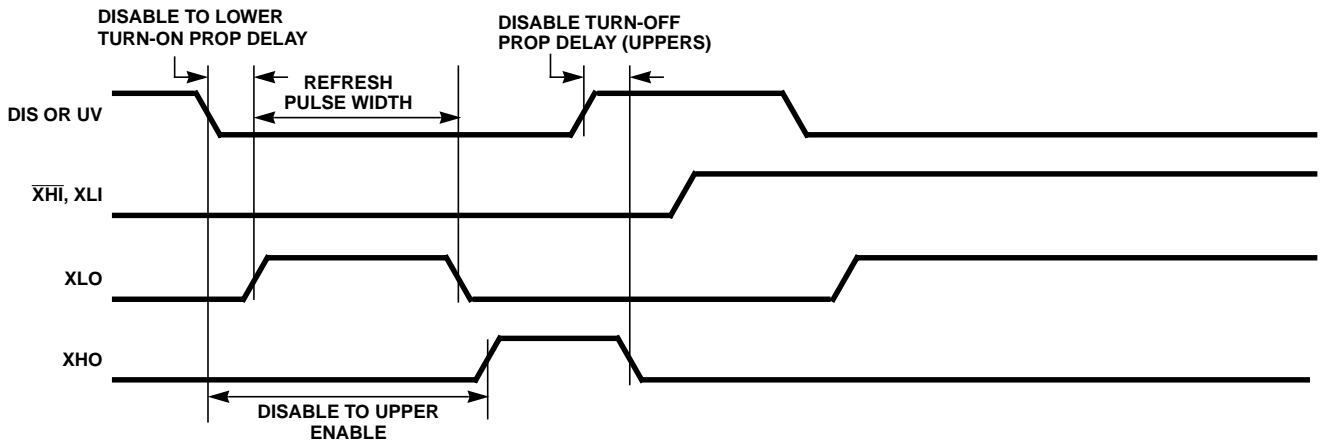 DISABLE TO LOWER
TURN-ON PROP DELAY
DISABLE TURN-OFF
PROP DELAY (UPPERS)
REFRESH
PULSE WIDTH
DIS OR UV
X̅H̅I̅, XLI
XLO
XHO
DISABLE TO UPPER
ENABLE